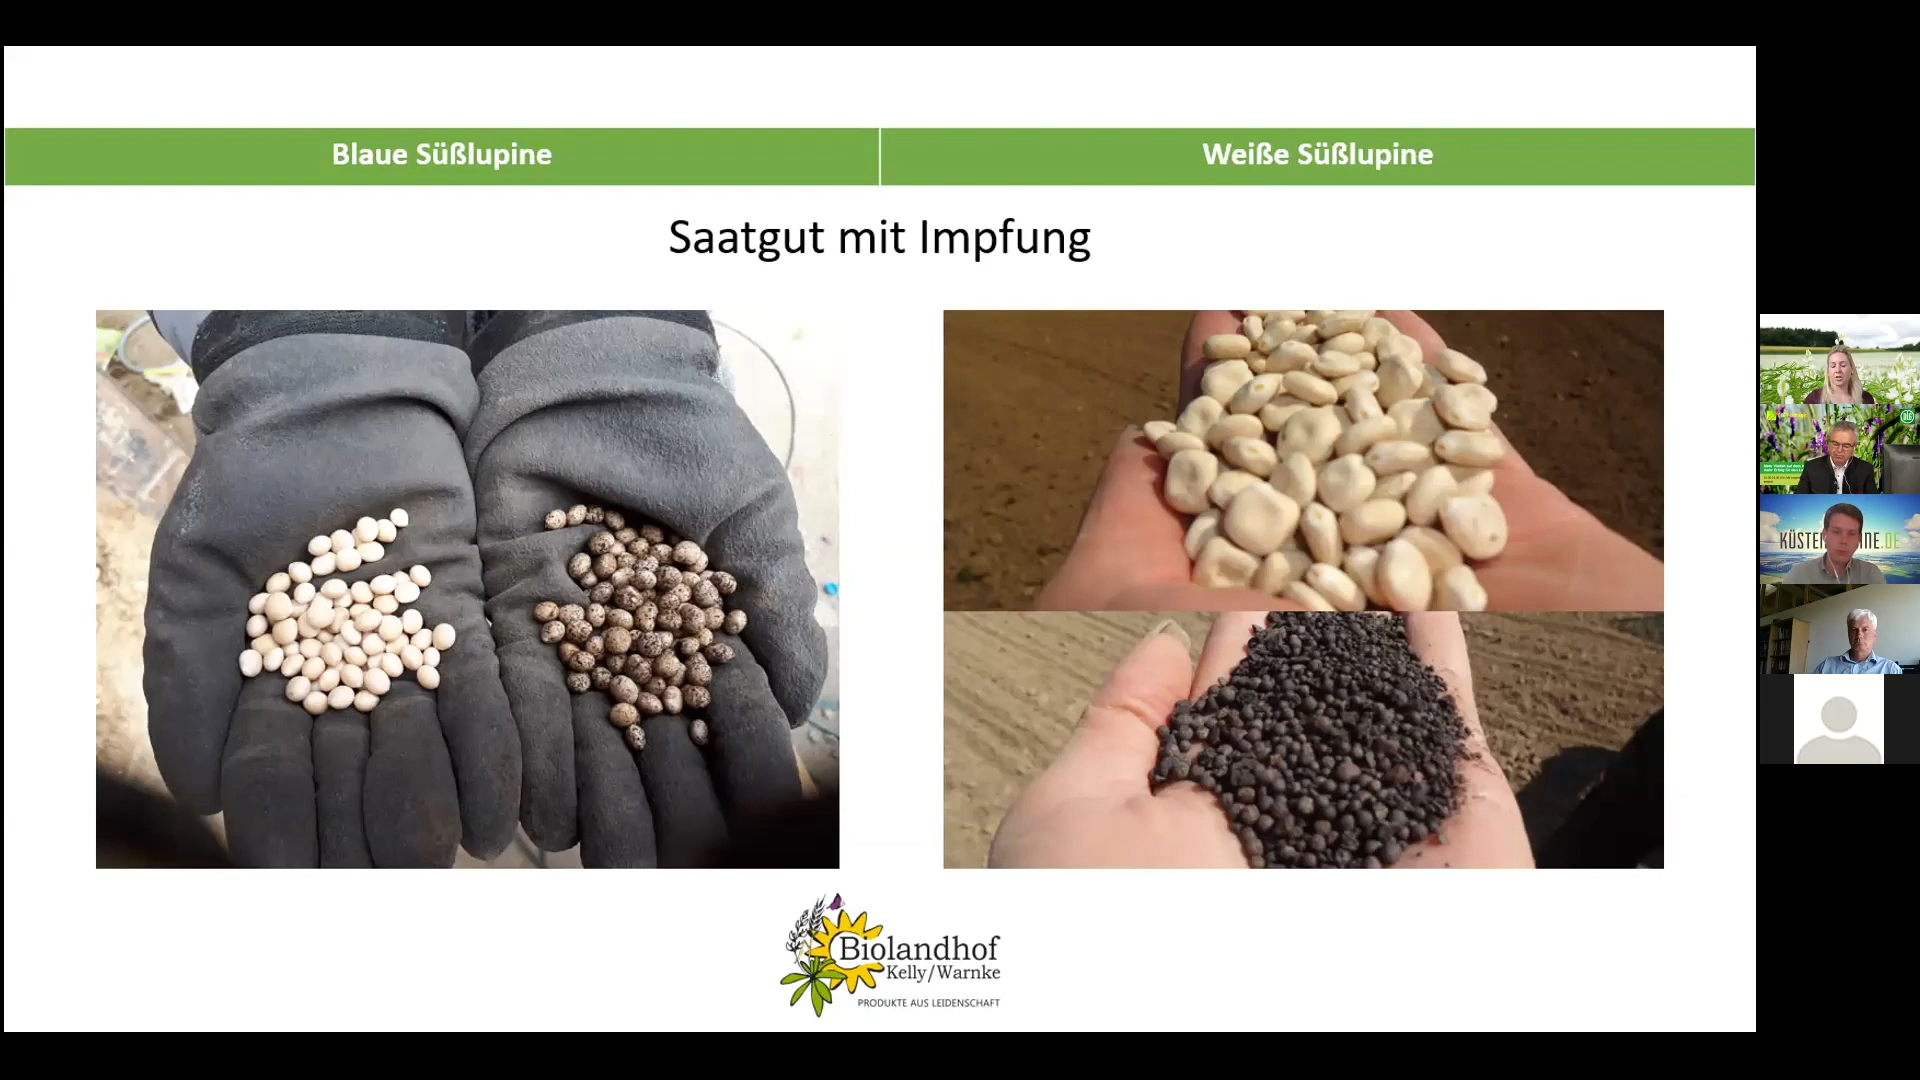 Blaue Süßlupine
Weiße Süßlupine
Saatgut mit Impfung
Biolandhof
Kelly/Warnke
PRODUKTE AUS LEIDENSCHAFT